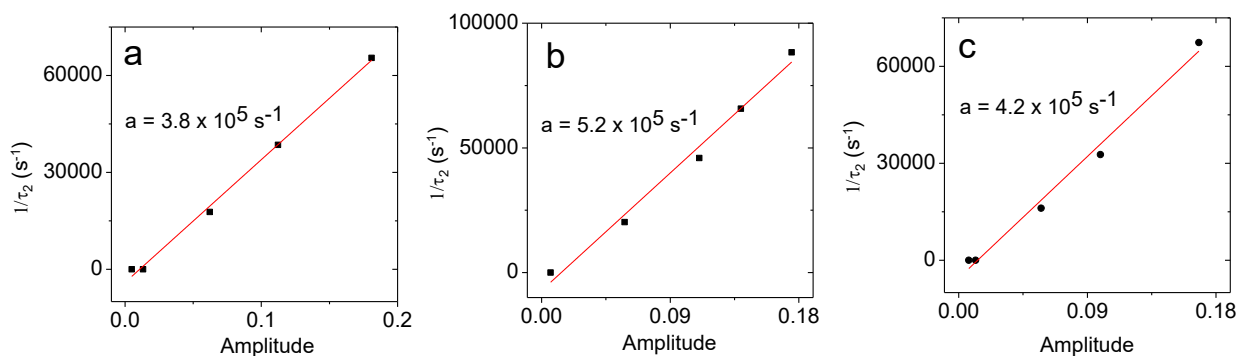 a
a = 3.8 x 10⁵ s⁻¹
1/τ₂ (s⁻¹)
60000
30000
0
0.0 0.1 0.2
Amplitude
b
a = 5.2 x 10⁵ s⁻¹
1/τ₂ (s⁻¹)
100000
50000
0
0.00 0.09 0.18
Amplitude
c
a = 4.2 x 10⁵ s⁻¹
1/τ₂ (s⁻¹)
60000
30000
0
0.00 0.09 0.18
Amplitude